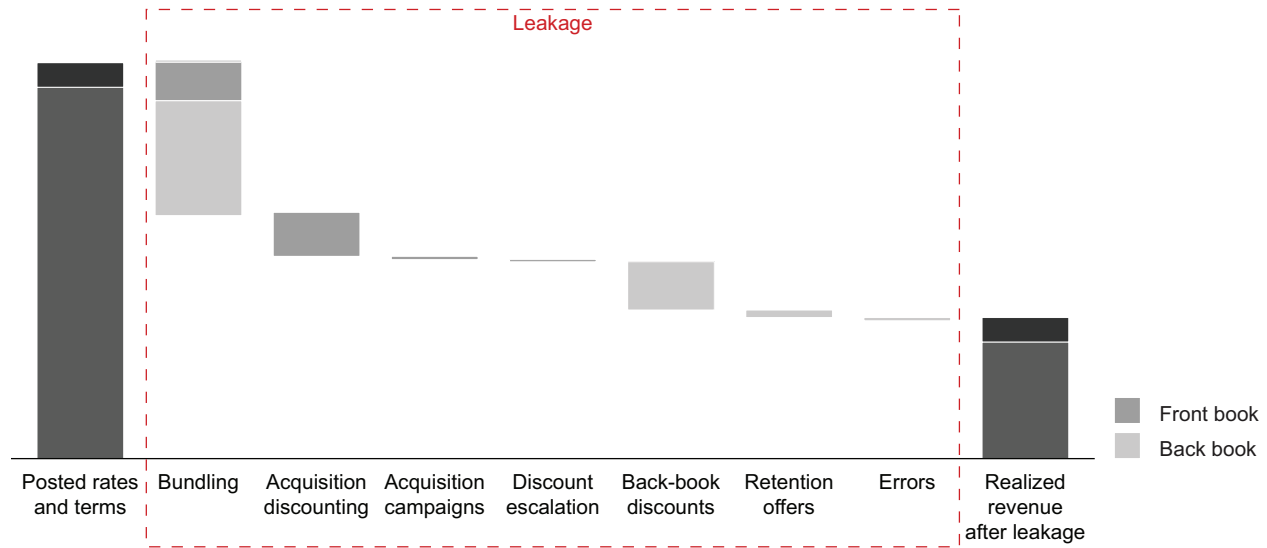 Leakage
Front book
Back book
Posted rates
and terms
Bundling
Acquisition
discounting
Acquisition
campaigns
Discount
escalation
Back-book
discounts
Retention
offers
Errors
Realized
revenue
after leakage